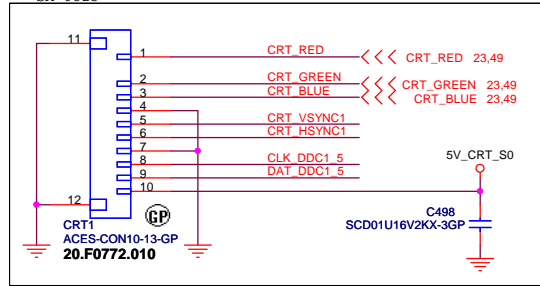 11
1 CRT_RED CRT_RED 23,49
2 CRT_GREEN CRT_GREEN 23,49
3 CRT_BLUE CRT_BLUE 23,49
4
5 CRT_VSYNC1
6 CRT_HSYNC1
7
8 CLK_DDC1_5
9 DAT_DDC1_5
10
5V_CRT_S0
12
GP
CRT1
ACES-CON10-13-GP
20.F0772.010
C498
SCD01U16V2KX-3GP